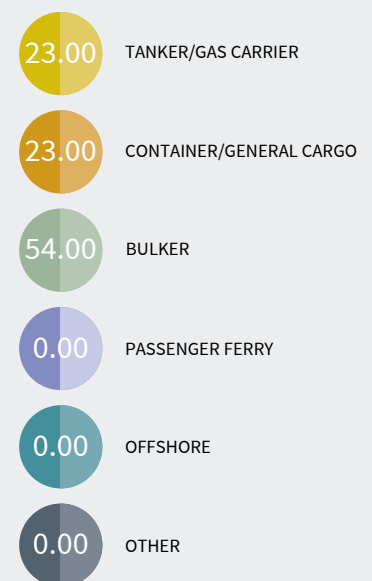 23.00 TANKER/GAS CARRIER
23.00 CONTAINER/GENERAL CARGO
54.00 BULKER
0.00 PASSENGER FERRY
0.00 OFFSHORE
0.00 OTHER